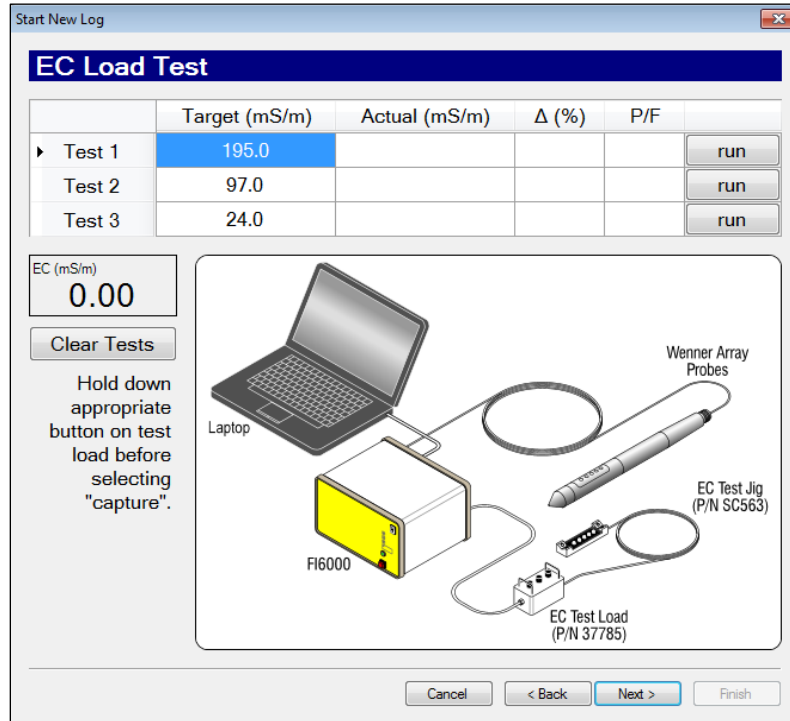 Start New Log
EC Load Test
Target (mS/m) Actual (mS/m) Δ (%) P/F
Test 1 195.0 run
Test 2 97.0 run
Test 3 24.0 run
EC (mS/m)
0.00
Clear Tests
Hold down
appropriate
button on test
load before
selecting
"capture".
Laptop
Wenner Array
Probes
EC Test Jig
(P/N SC563)
FI6000
EC Test Load
(P/N 37785)
Cancel < Back Next > Finish